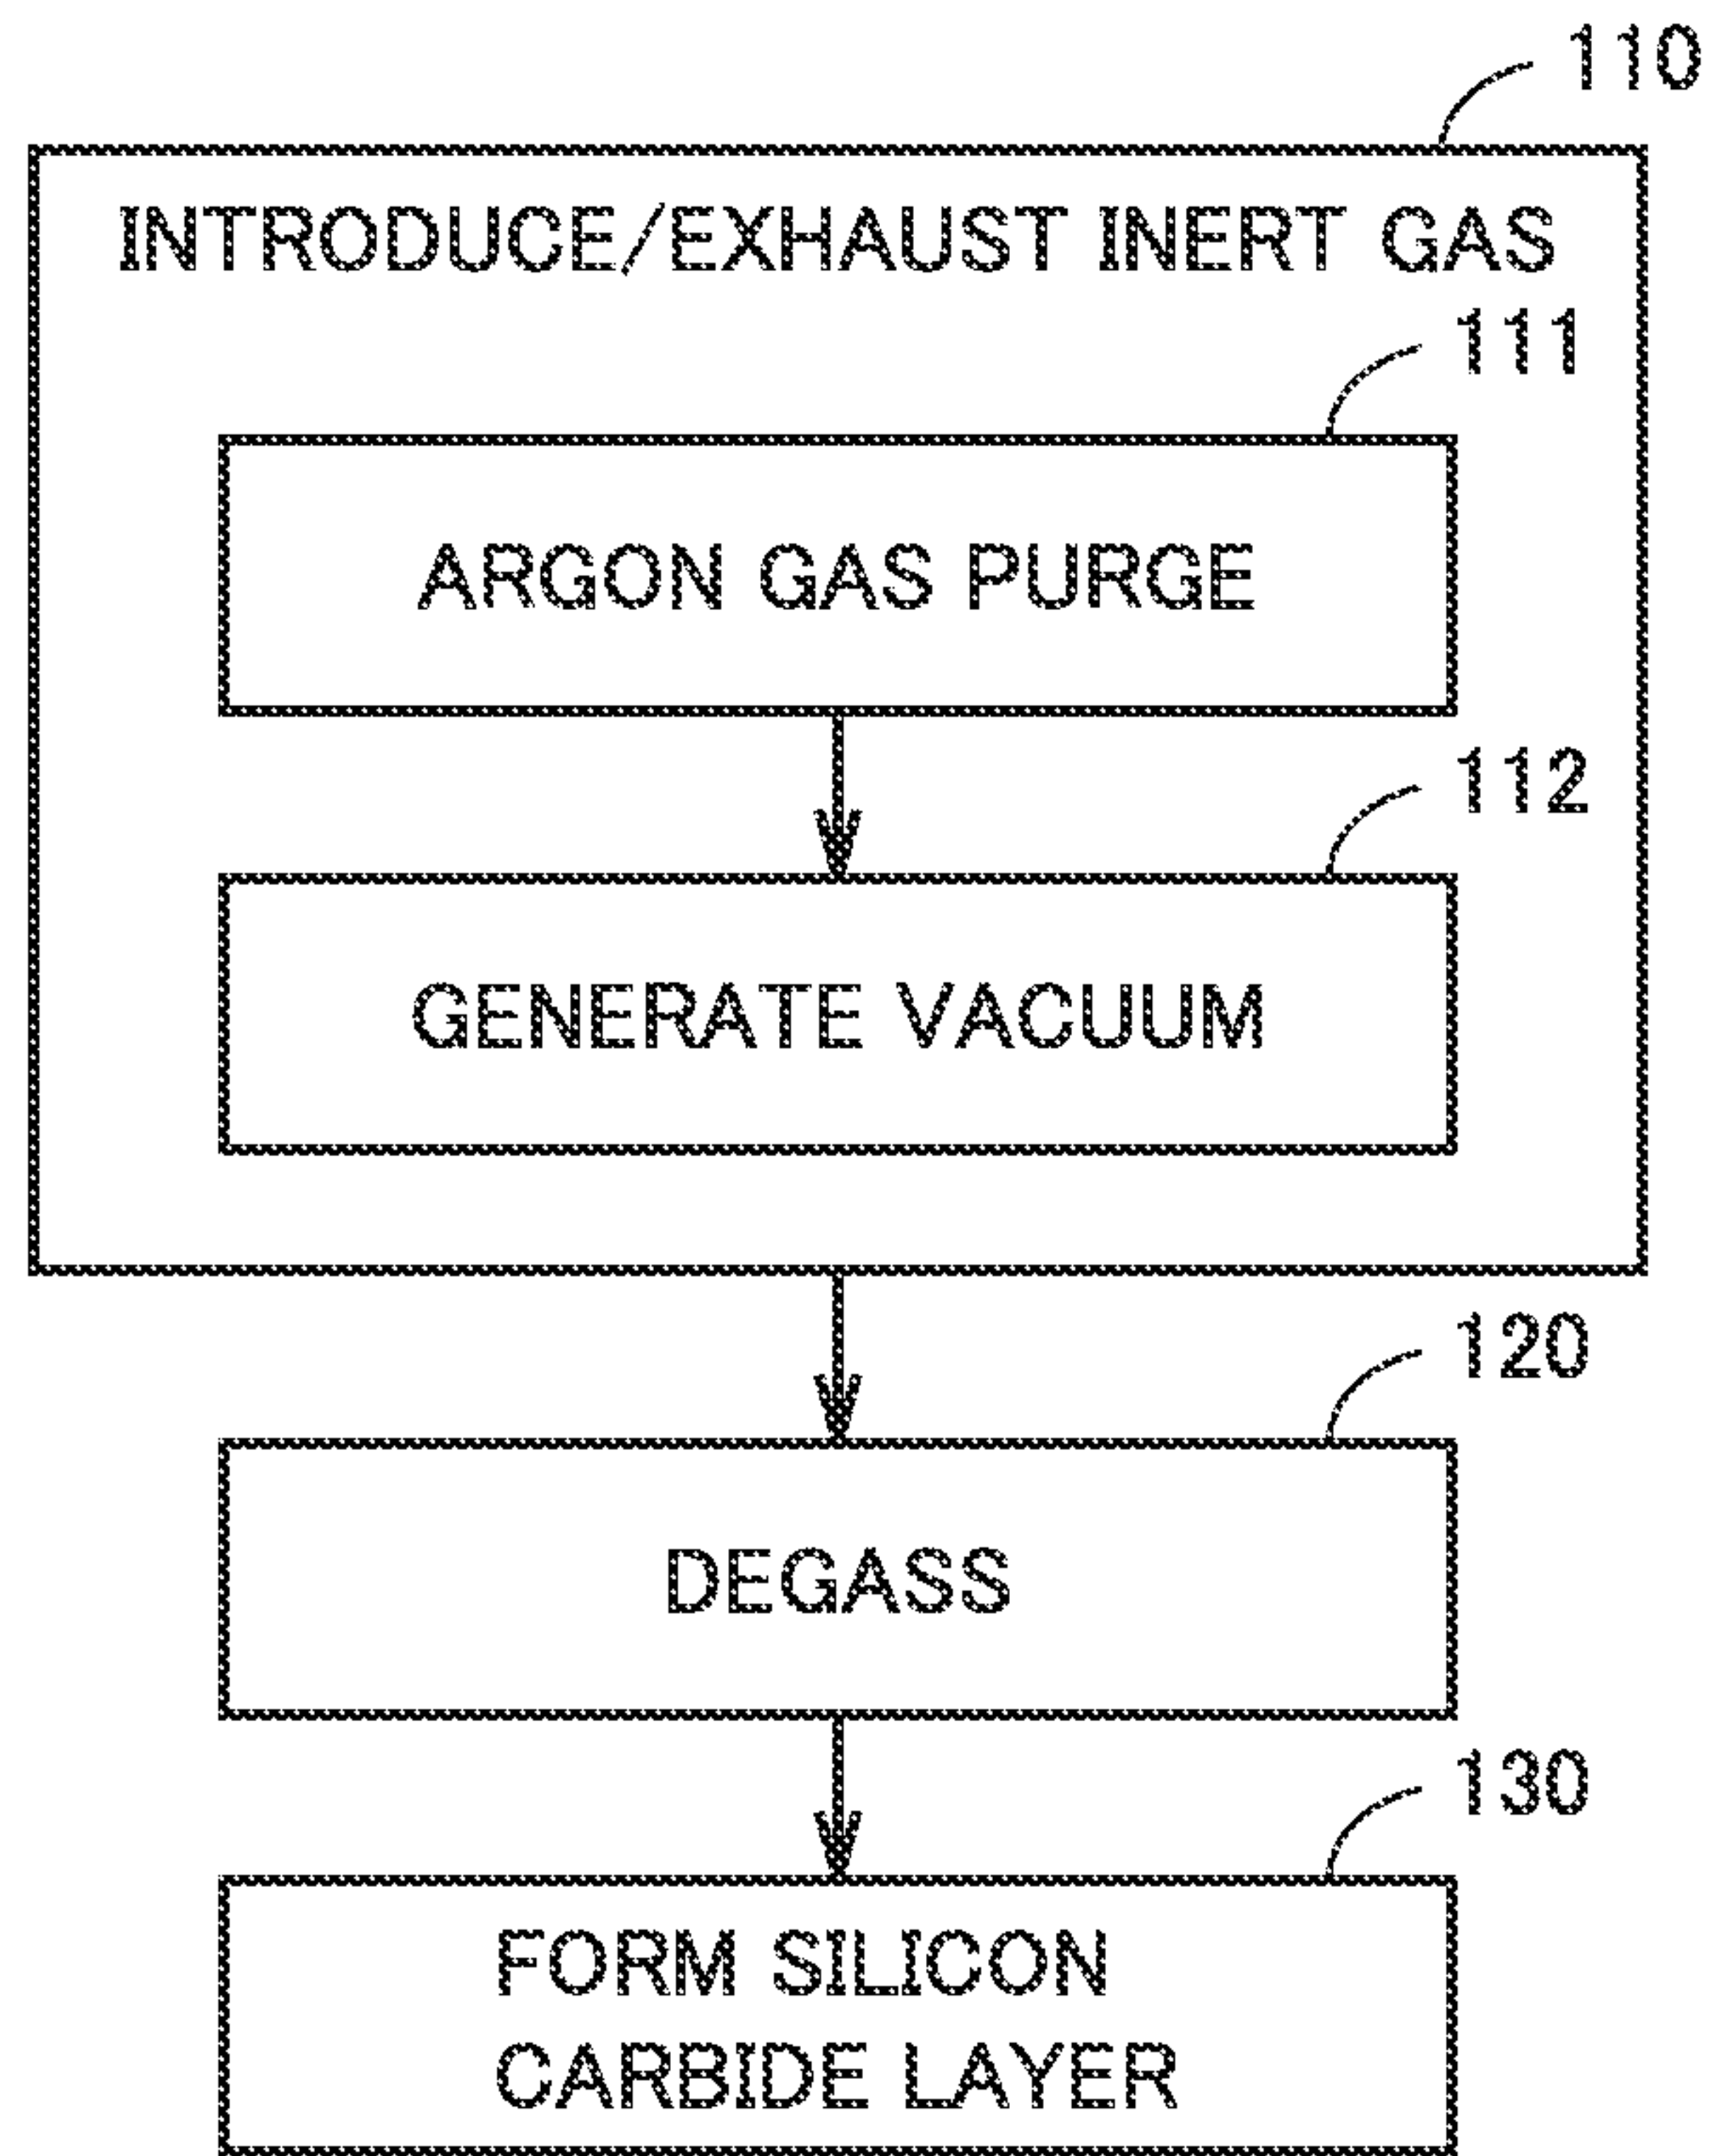 110
INTRODUCE/EXHAUST INERT GAS
111
ARGON GAS PURGE
112
GENERATE VACUUM
120
DEGASS
130
FORM SILICON
CARBIDE LAYER